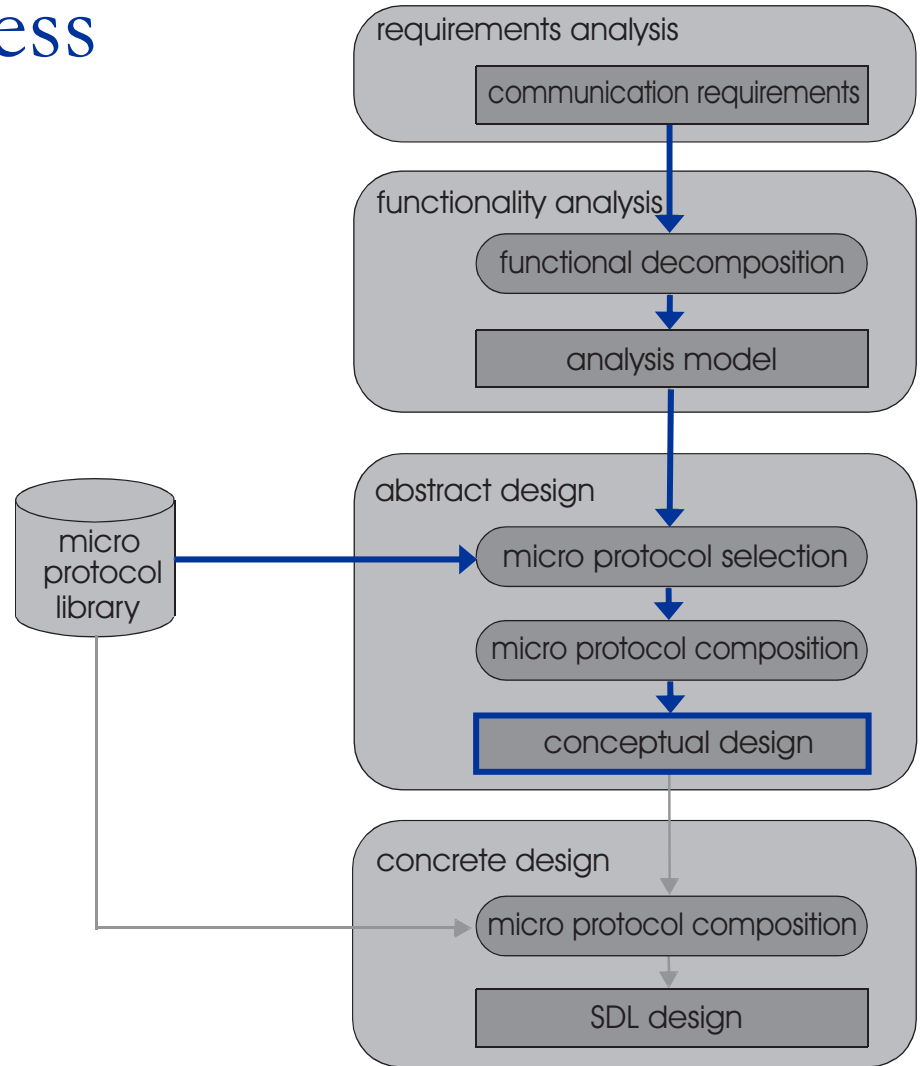 ess
requirements analysis
communication requirements
functionality analysis
functional decomposition
analysis model
abstract design
micro
protocol
library
micro protocol selection
micro protocol composition
conceptual design
concrete design
micro protocol composition
SDL design